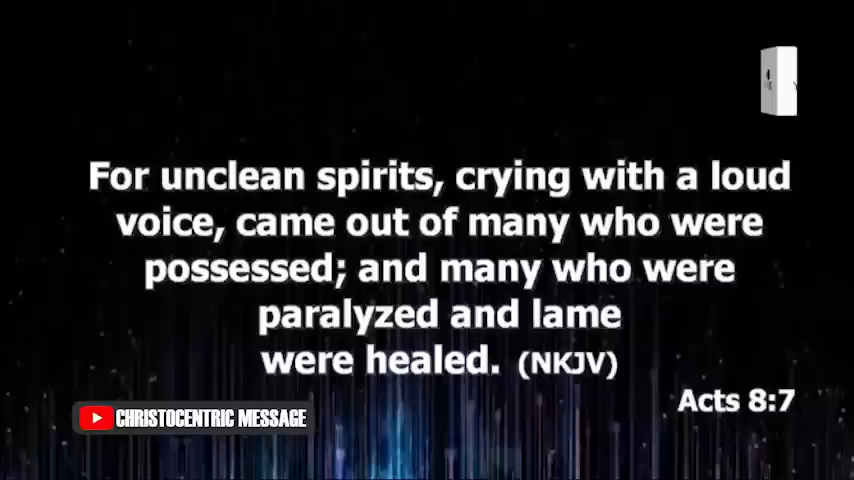 For unclean spirits, crying with a loud
voice, came out of many who were
possessed; and many who were
paralyzed and lame
were healed. (NKJV)
Acts 8:7
CHRISTOCENTRIC MESSAGE